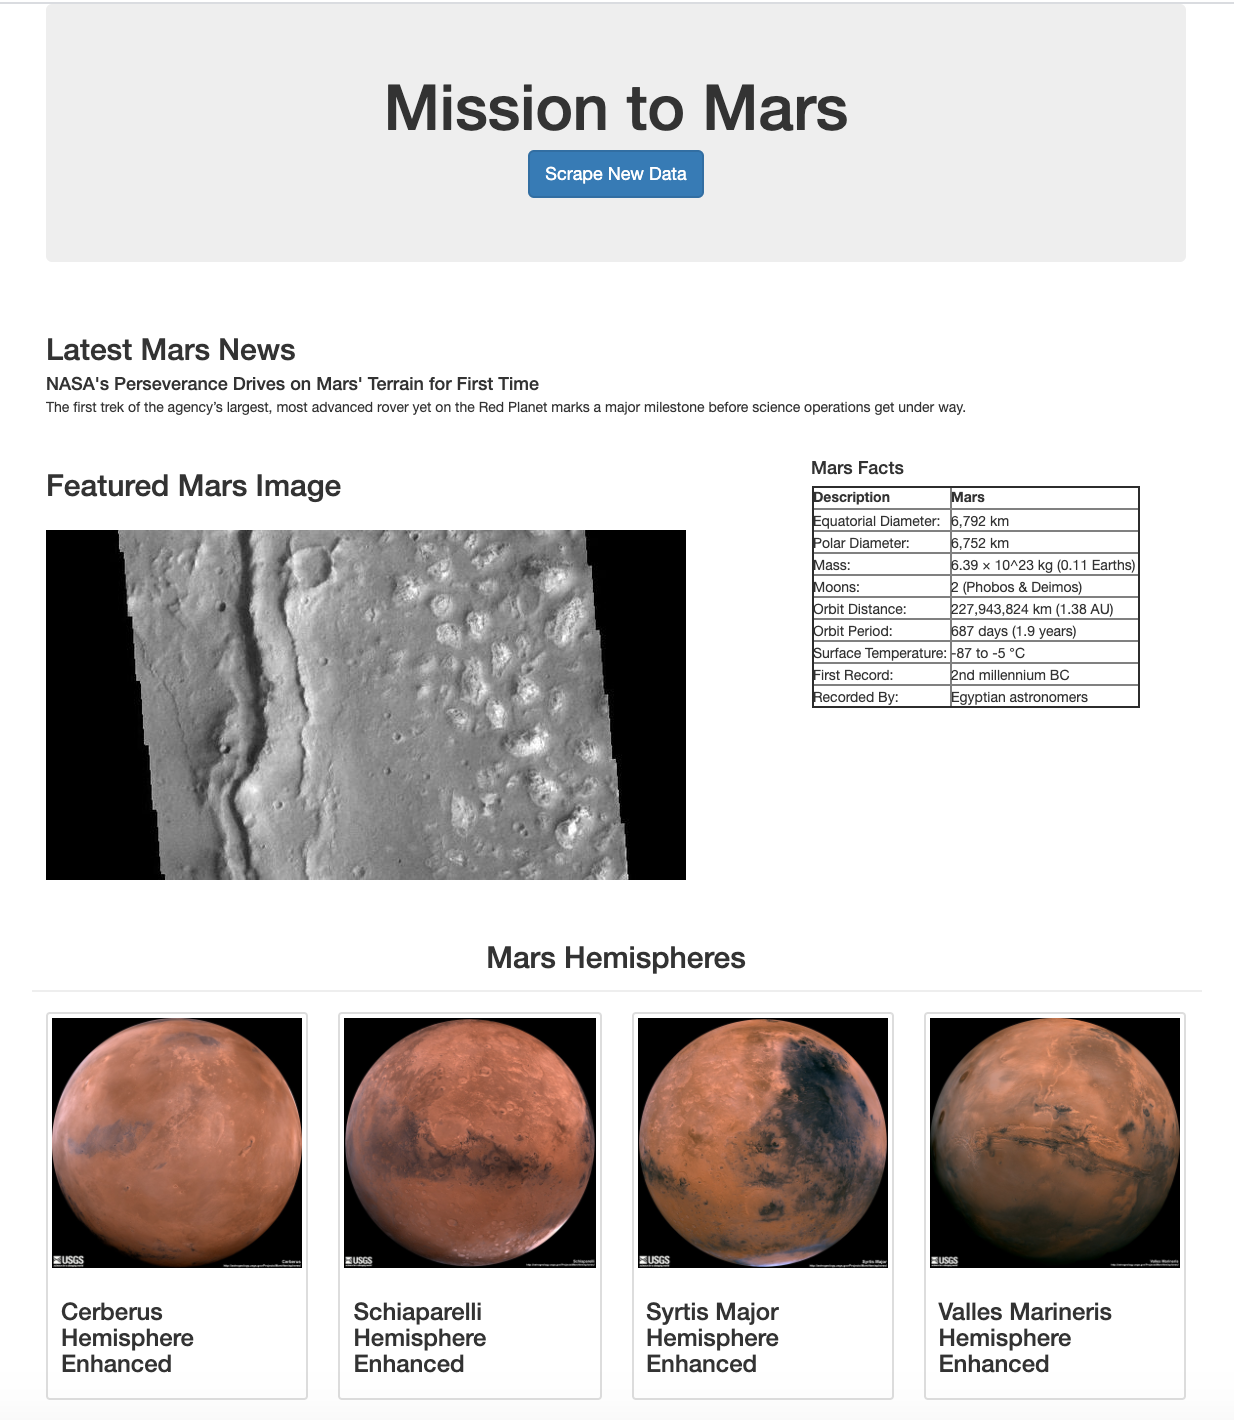 Mission to Mars
Scrape New Data
Latest Mars News
NASA's Perseverance Drives on Mars' Terrain for First Time
The first trek of the agency’s largest, most advanced rover yet on the Red Planet marks a major milestone before science operations get under way.
Featured Mars Image
Mars Facts
Description Mars
Equatorial Diameter: 6,792 km
Polar Diameter: 6,752 km
Mass: 6.39 × 10^23 kg (0.11 Earths)
Moons: 2 (Phobos & Deimos)
Orbit Distance: 227,943,824 km (1.38 AU)
Orbit Period: 687 days (1.9 years)
Surface Temperature: -87 to -5 °C
First Record: 2nd millennium BC
Recorded By: Egyptian astronomers
Mars Hemispheres
USGS
Cerberus
USGS
Schiaparelli
USGS
Syrtis Major
USGS
Valles Marineris
Cerberus
Hemisphere
Enhanced
Schiaparelli
Hemisphere
Enhanced
Syrtis Major
Hemisphere
Enhanced
Valles Marineris
Hemisphere
Enhanced